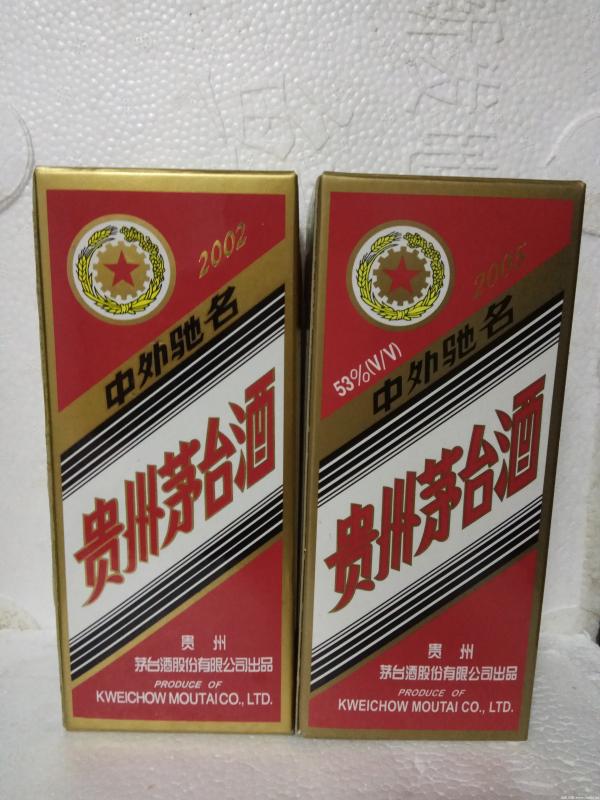 2002
中外驰名
贵州茅台酒
贵州
茅台酒股份有限公司出品
PRODUCE OF
KWEICHOW MOUTAI CO., LTD.
2005
53%(V/V)
中外驰名
贵州茅台酒
贵州
茅台酒股份有限公司出品
PRODUCE OF
KWEICHOW MOUTAI CO., LTD.